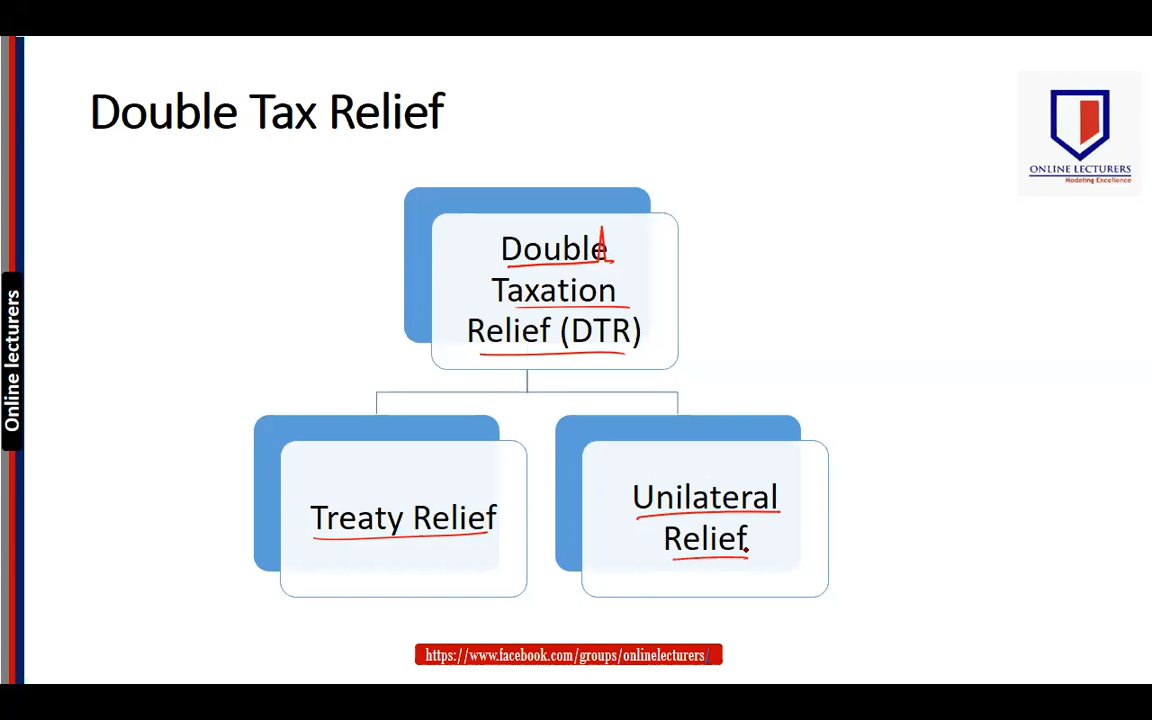 Double Tax Relief
ONLINE LECTURERS
Modeling Excellence
Double
Taxation
Relief (DTR)
Treaty Relief
Unilateral
Relief
Online lecturers
https://www.facebook.com/groups/onlinelecturers/